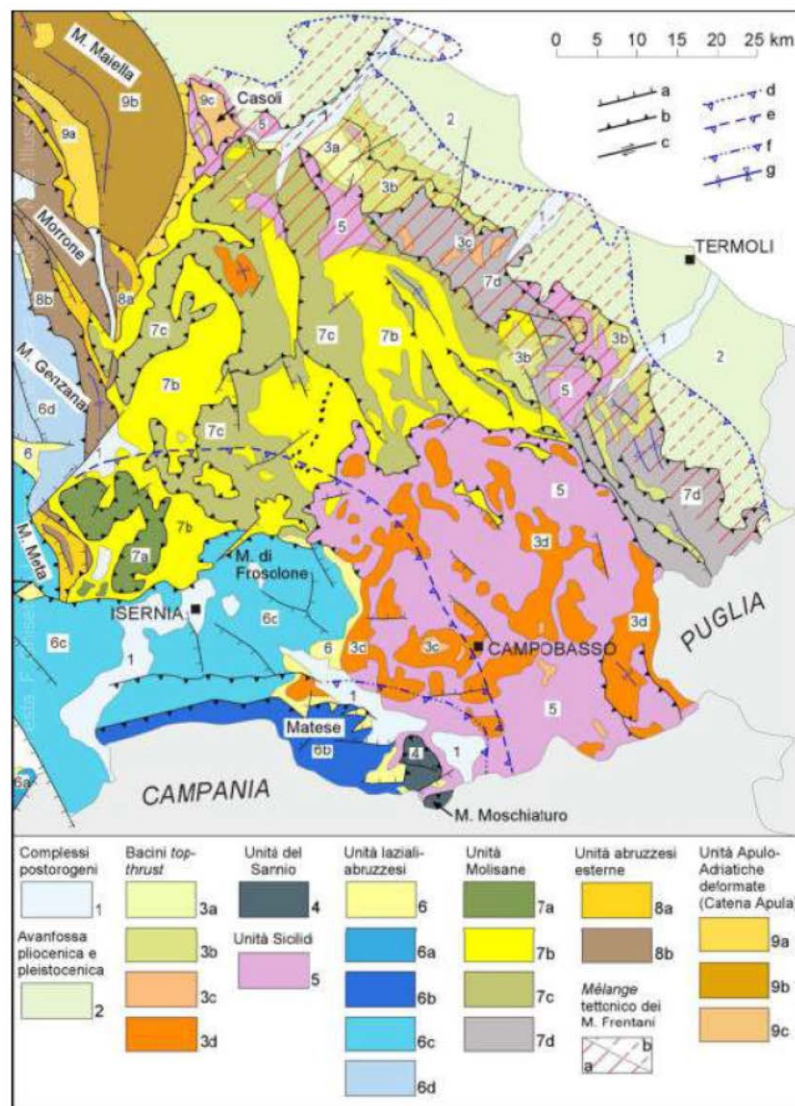 M. Maiella
9b
9c
Casoli
0 5 10 15 20 25 km
a
b
c
d
e
f
g
9a
5
1
3a
2
3b
Morrone
8b
8a
5
3c
1
TERMOLI
7d
7c
7c
7b
3b
3b
1
2
M. Genzana
6d
7b
5
7c
6
1
7d
5
M. Meta
7b
7a
3d
M. di
Frosolone
PUGLIA
ISERNIA
6c
6c
3d
6
3c
3c
CAMPOBASSO
1
1
5
Matese
6b
4
1
6a
CAMPANIA
M. Moschiaturo
Complessi
postorogeni
1
Avanfossa
pliocenica e
pleistocenica
2
Bacini top-
thrust
3a
3b
3c
3d
Unità del
Sannio
4
Unità Sicilidi
5
Unità laziali-
abruzzesi
6
6a
6b
6c
6d
Unità
Molisane
7a
7b
7c
7d
Unità abruzzesi
esterne
8a
8b
Mélange
tettonico dei
M. Frentani
a b
Unità Apulo-
Adriatiche
deformate
(Catena Apula)
9a
9b
9c